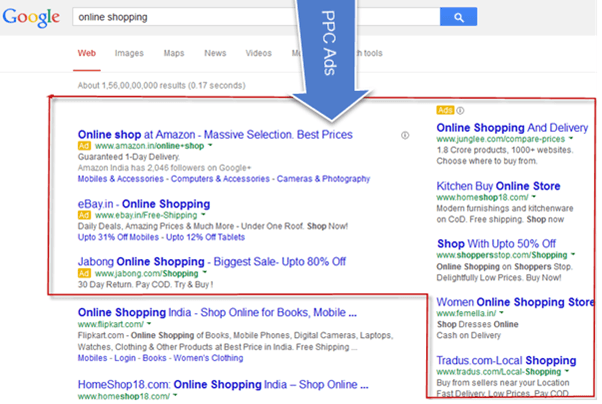 Google
online shopping
PPC Ads
Web Images Maps News Videos tools
About 1,56,00,00,000 results (0.17 seconds)
Online shop at Amazon - Massive Selection. Best Prices
Ad www.amazon.in/online+shop
Guaranteed 1-Day Delivery.
Amazon India has 2,046 followers on Google+
Mobiles & Accessories - Computers & Accessories - Cameras & Photography
eBay.in - Online Shopping
Ad www.ebay.in/Free-Shipping
Daily Deals, Amazing Prices & Much More - Under One Roof. Shop Now!
Upto 31% Off Mobiles - Upto 12% Off Tablets
Jabong Online Shopping - Biggest Sale- Upto 80% Off
Ad www.jabong.com/Shopping
30 Day Return. Pay COD. Try & Buy !
Online Shopping India - Shop Online for Books, Mobile ...
www.flipkart.com/
Flipkart.com - Online Shopping of Books, Mobile Phones, Digital Cameras, Laptops,
Watches, Clothing & Other Products at Best Price in India. Free Shipping ...
Mobiles - Login - Books - Women's Clothing
HomeShop18.com: Online Shopping India – Shop Online ...
www.homeshop18.com/
Ads
Online Shopping And Delivery
www.junglee.com/compare-prices
1.8 Crore products, 1000+ websites.
Choose where to buy from.
Kitchen Buy Online Store
www.homeshop18.com/
Modern furnishings and kitchenware
on CoD. Free shipping. Shop now
Shop With Upto 50% Off
www.shoppersstop.com/Shopping
Online Shopping on Shoppers Stop.
Delightfully Low Prices. Buy Now!
Women Online Shopping Store
www.femella.in/
Shop Dresses Online
Cash on Delivery
Tradus.com-Local Shopping
www.tradus.com/Local-Shopping
Buy from sellers near your Location
Fast Delivery. Low Prices. Pay COD.